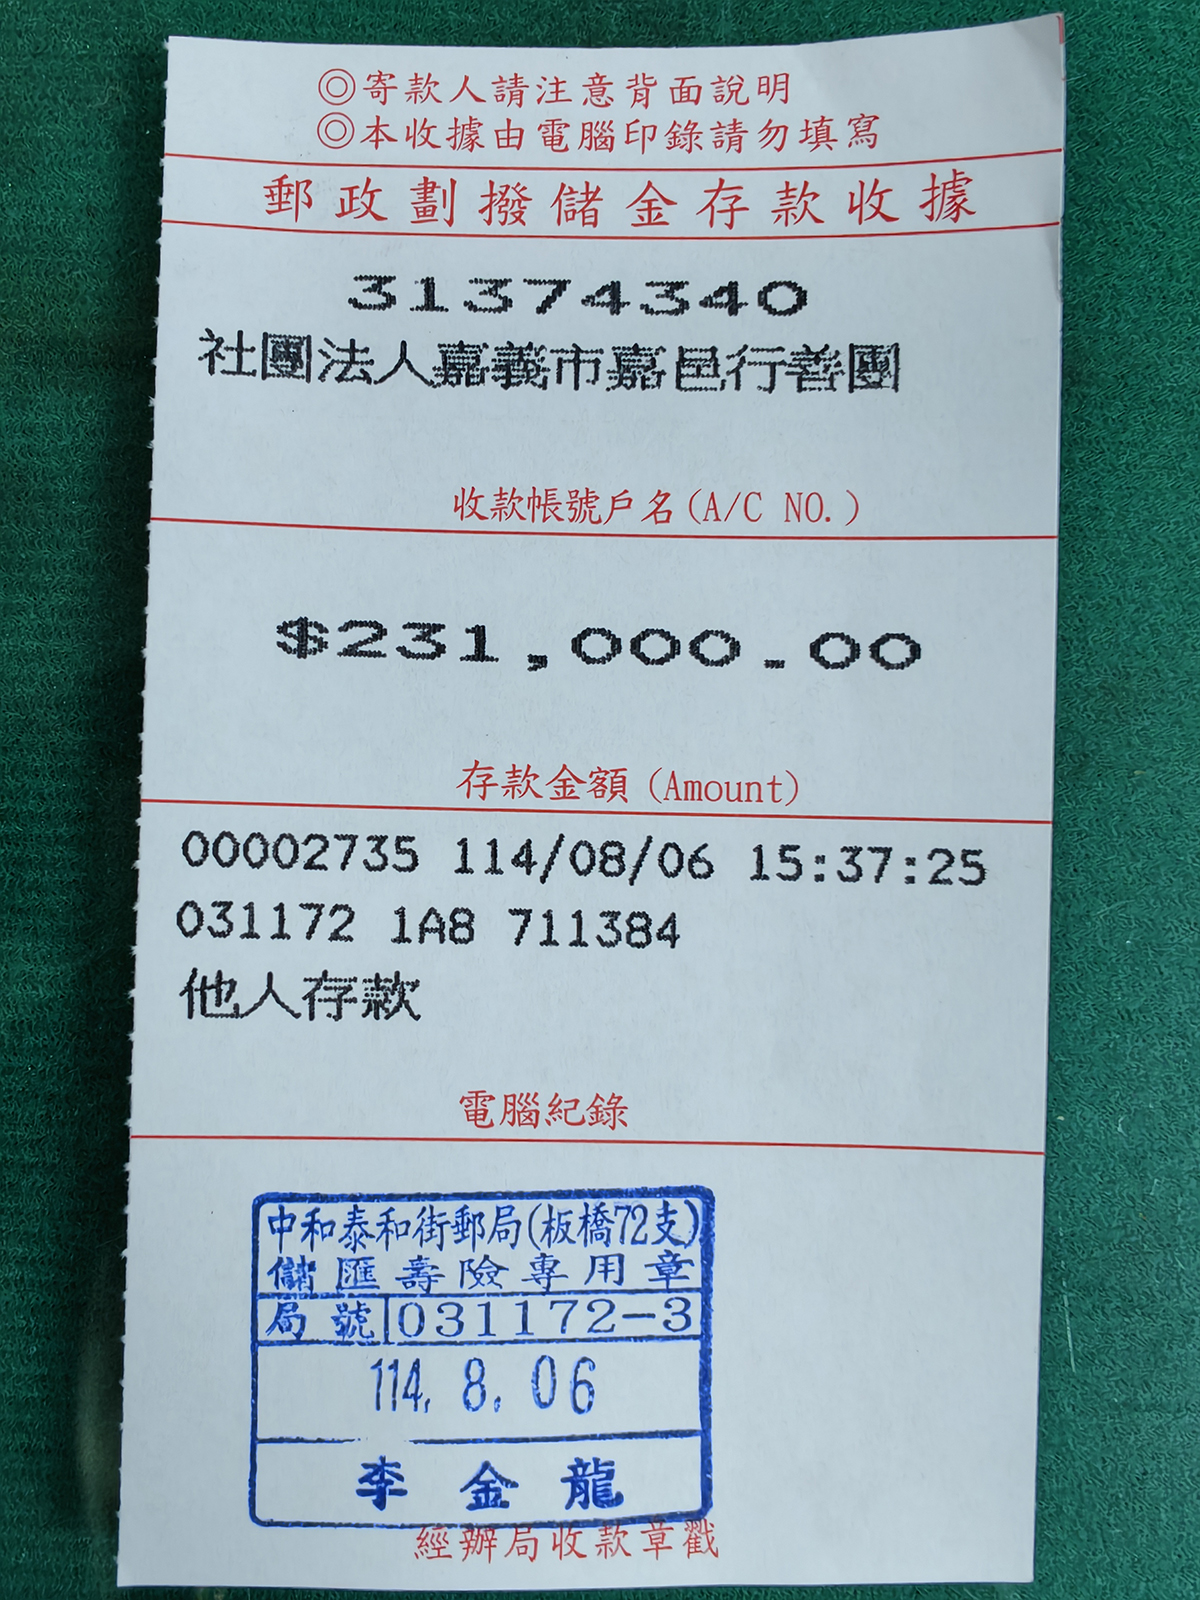 ◎寄款人請注意背面說明
◎本收據由電腦印錄請勿填寫
郵政劃撥儲金存款收據
31374340
社團法人嘉義市嘉邑行善團
收款帳號戶名(A/C NO.)
$231,000.00
存款金額(Amount)
00002735 114/08/06 15:37:25
031172 1A8 711384
他人存款
電腦紀錄
中和泰和街郵局(板橋72支)
儲匯壽險專用章
局號 031172-3
114. 8. 06
李金龍
經辦局收款章戳